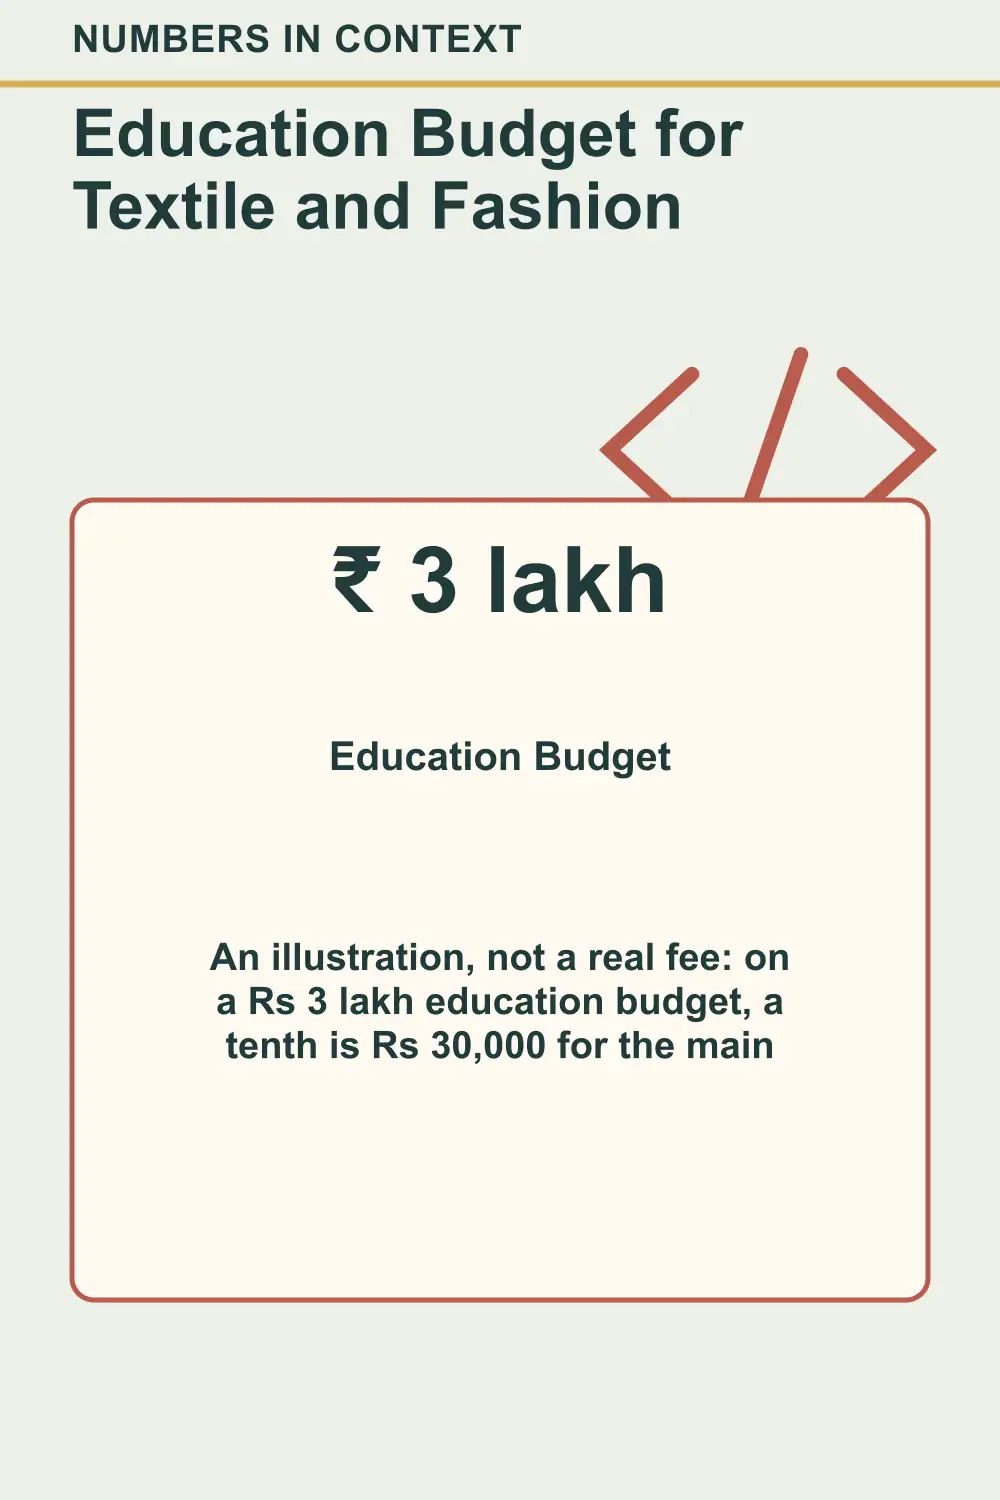 NUMBERS IN CONTEXT
Education Budget for
Textile and Fashion
₹ 3 lakh
Education Budget
An illustration, not a real fee: on
a Rs 3 lakh education budget, a
tenth is Rs 30,000 for the main